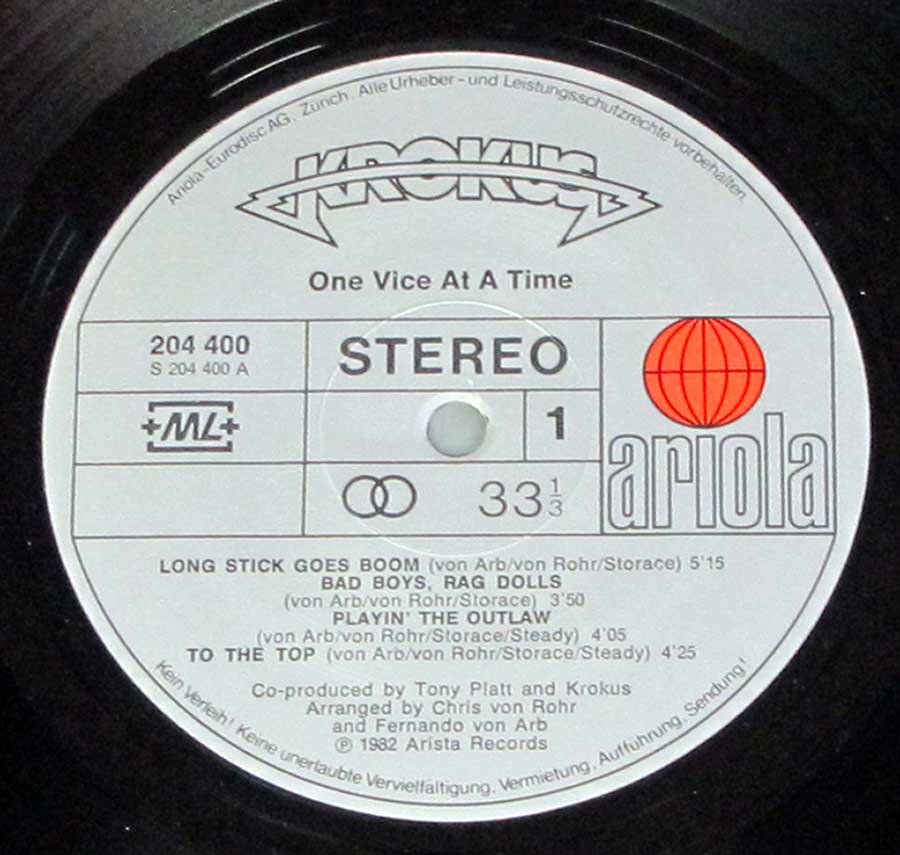 Ariola-Eurodisc AG, Zürich. Alle Urheber- und Leistungsschutzrechte vorbehalten.
KROKUS
One Vice At A Time
204 400
S 204 400 A
STEREO
+ML+
1
33 1/3
ariola
LONG STICK GOES BOOM (von Arb/von Rohr/Storace) 5'15
BAD BOYS, RAG DOLLS
(von Arb/von Rohr/Storace) 3'50
PLAYIN' THE OUTLAW
(von Arb/von Rohr/Storace/Steady) 4'05
TO THE TOP (von Arb/von Rohr/Storace/Steady) 4'25
Co-produced by Tony Platt and Krokus
Arranged by Chris von Rohr
and Fernando von Arb
℗ 1982 Arista Records
Kein Verleih! Keine unerlaubte Vervielfältigung, Vermietung, Aufführung, Sendung!